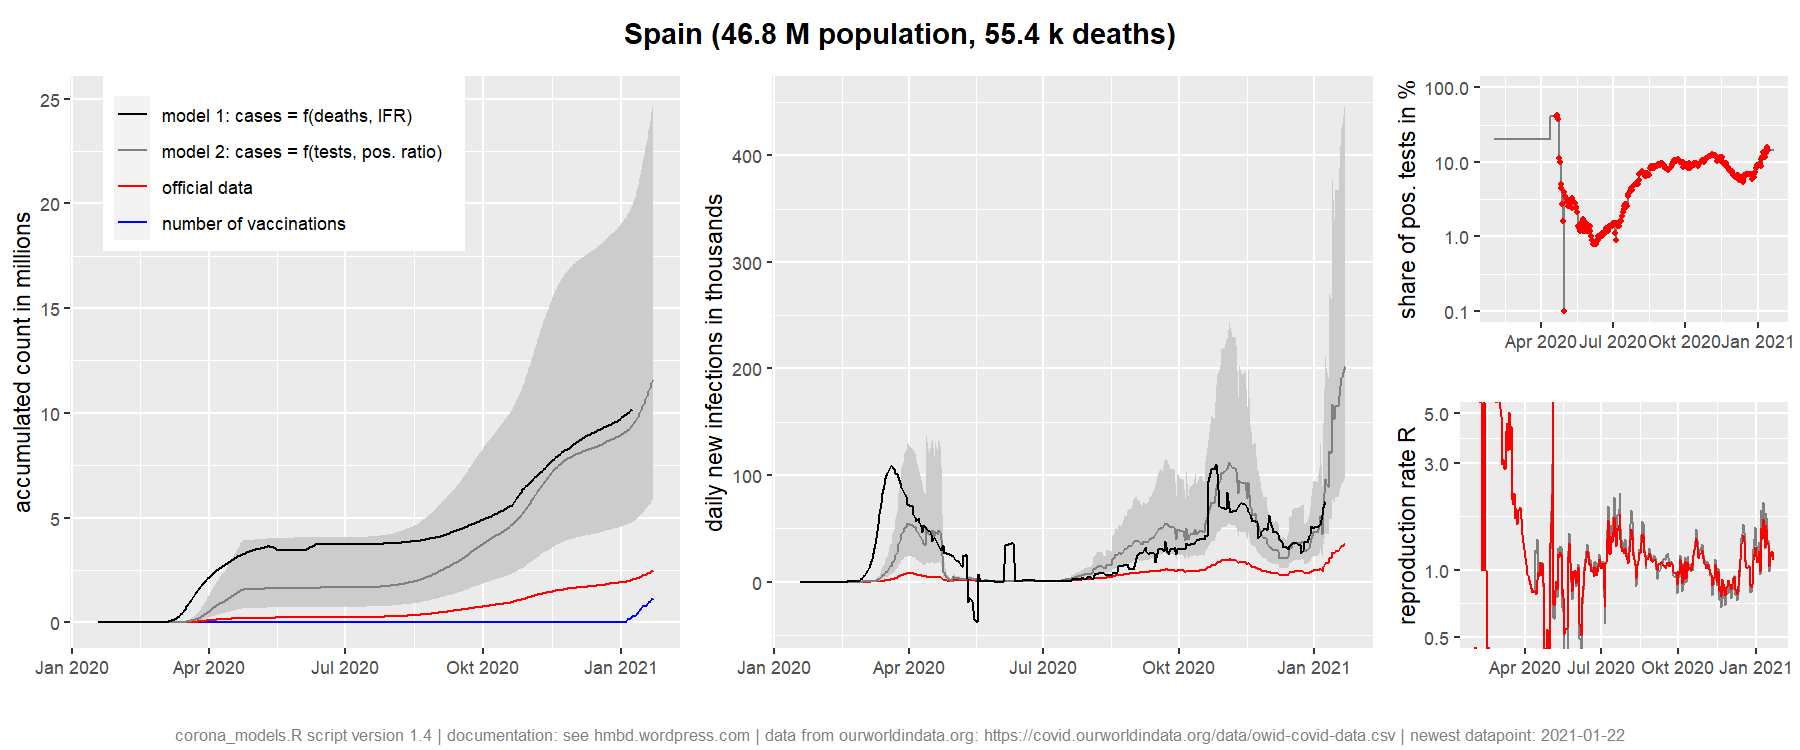 Spain (46.8 M population, 55.4 k deaths)
accumulated count in millions
25
20
15
10
5
0
model 1: cases = f(deaths, IFR)
model 2: cases = f(tests, pos. ratio)
official data
number of vaccinations
Jan 2020
Apr 2020
Jul 2020
Okt 2020
Jan 2021
daily new infections in thousands
400
300
200
100
0
Jan 2020
Apr 2020
Jul 2020
Okt 2020
Jan 2021
share of pos. tests in %
100.0
10.0
1.0
0.1
Apr 2020
Jul 2020
Okt 2020
Jan 2021
reproduction rate R
5.0
3.0
1.0
0.5
Apr 2020
Jul 2020
Okt 2020
Jan 2021
corona_models.R script version 1.4 | documentation: see hmbd.wordpress.com | data from ourworldindata.org: https://covid.ourworldindata.org/data/owid-covid-data.csv | newest datapoint: 2021-01-22